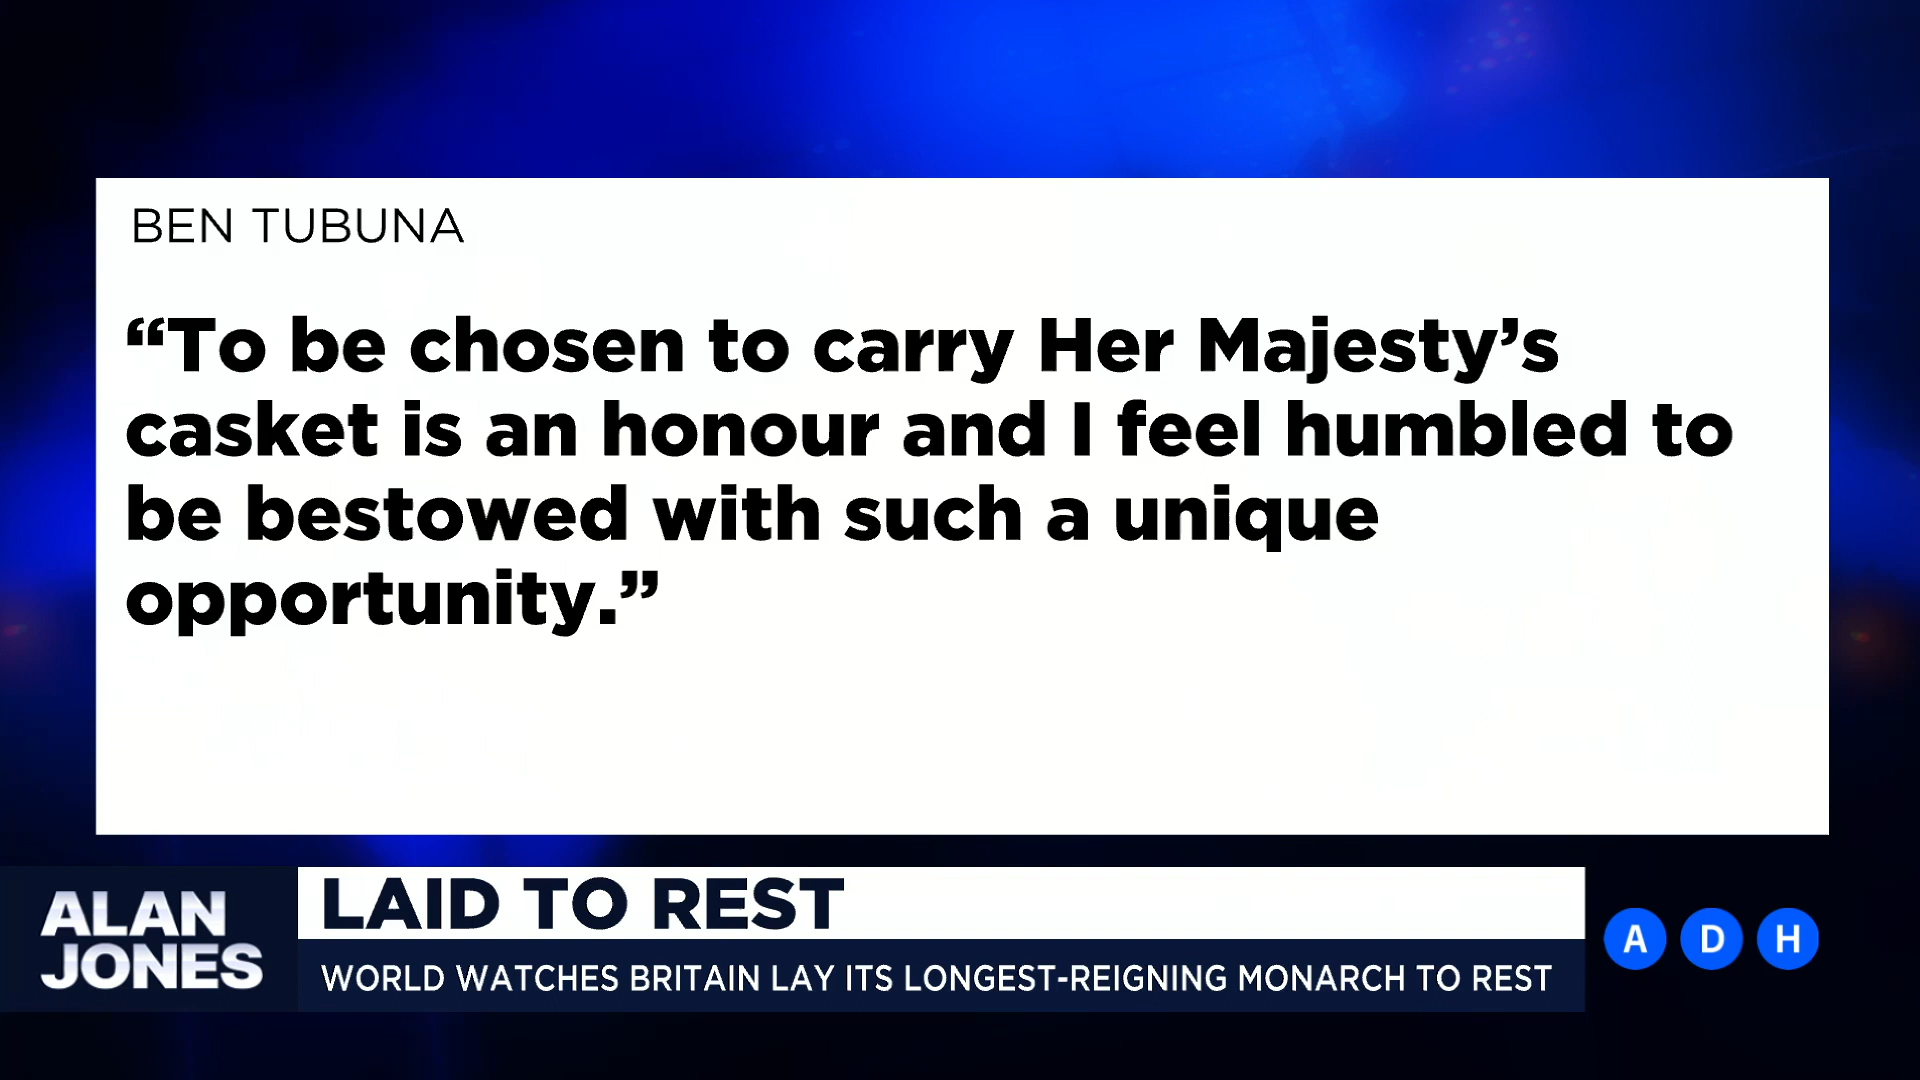 BEN TUBUNA
“To be chosen to carry Her Majesty’s
casket is an honour and I feel humbled to
be bestowed with such a unique
opportunity.”
ALAN
JONES
LAID TO REST
WORLD WATCHES BRITAIN LAY ITS LONGEST-REIGNING MONARCH TO REST
A D H